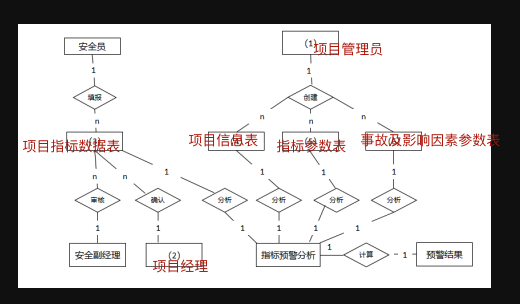 安全员
(1)
项目管理员
1
1
填报
创建
n
n
n
n
项目指标数据表
项目信息表
指标参数表
事故及影响因素参数表
n
n
1
1
1
1
审核
确认
分析
分析
分析
分析
1
1
1
1
1
1
安全副经理
(2)
项目经理
指标预警分析
1
计算
1
预警结果